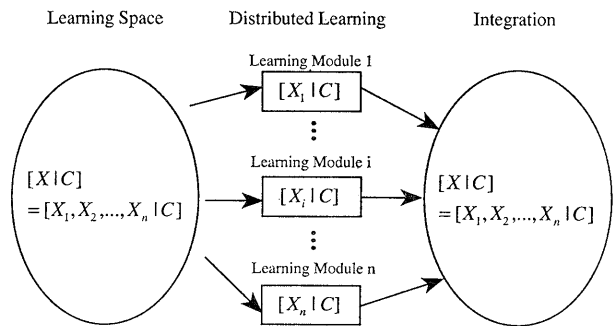 Learning Space
Distributed Learning
Integration
Learning Module 1
[X₁ | C]
Learning Module i
[X | C]
= [X₁, X₂, ..., Xₙ | C]
[Xᵢ | C]
[X | C]
= [X₁, X₂, ..., Xₙ | C]
Learning Module n
[Xₙ | C]